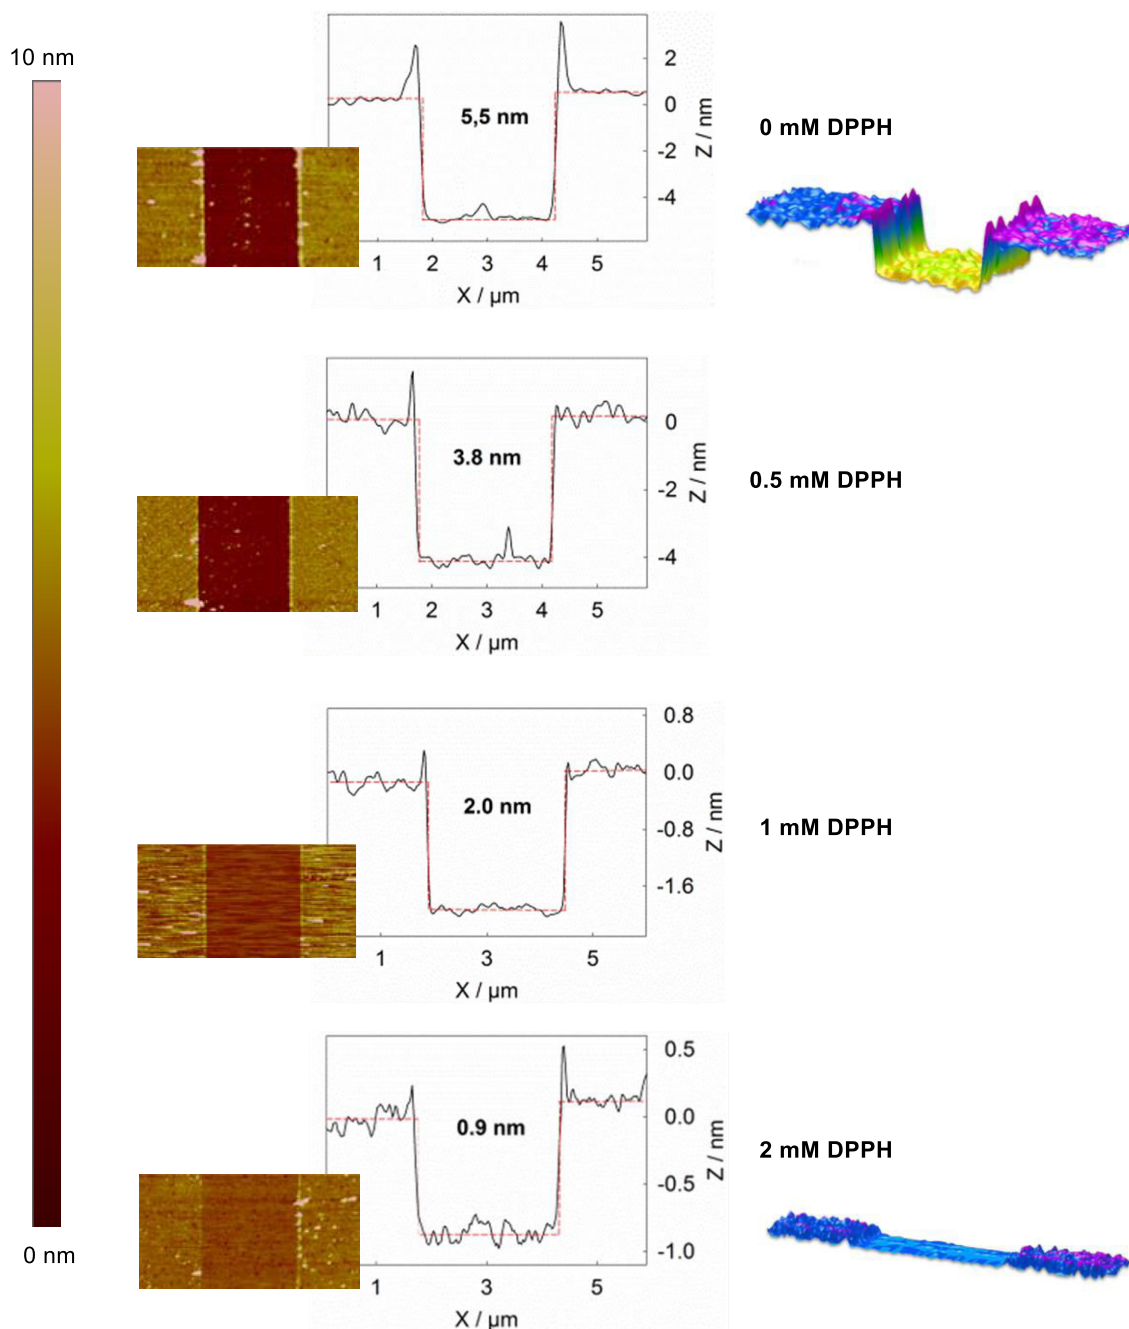 10 nm
0 nm
2
0
-2
-4
Z / nm
5,5 nm
1 2 3 4 5
X / µm
0 mM DPPH
0
-2
-4
Z / nm
3.8 nm
1 2 3 4 5
X / µm
0.5 mM DPPH
0.8
0.0
-0.8
-1.6
Z / nm
2.0 nm
1 3 5
X / µm
1 mM DPPH
0.5
0.0
-0.5
-1.0
Z / nm
0.9 nm
1 3 5
X / µm
2 mM DPPH